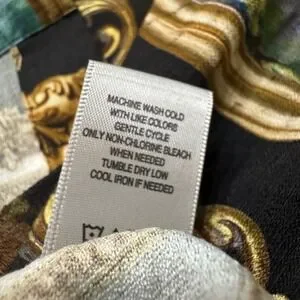 MACHINE WASH COLD
WITH LIKE COLORS
GENTLE CYCLE
ONLY NON-CHLORINE BLEACH
WHEN NEEDED
TUMBLE DRY LOW
COOL IRON IF NEEDED